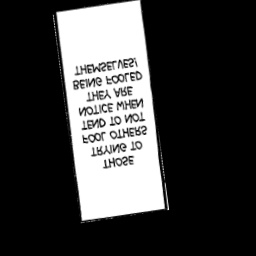 THOSE
TRYING TO
FOOL OTHERS
TEND TO NOT
NOTICE WHEN
THEY ARE
BEING FOOLED
THEMSELVES!